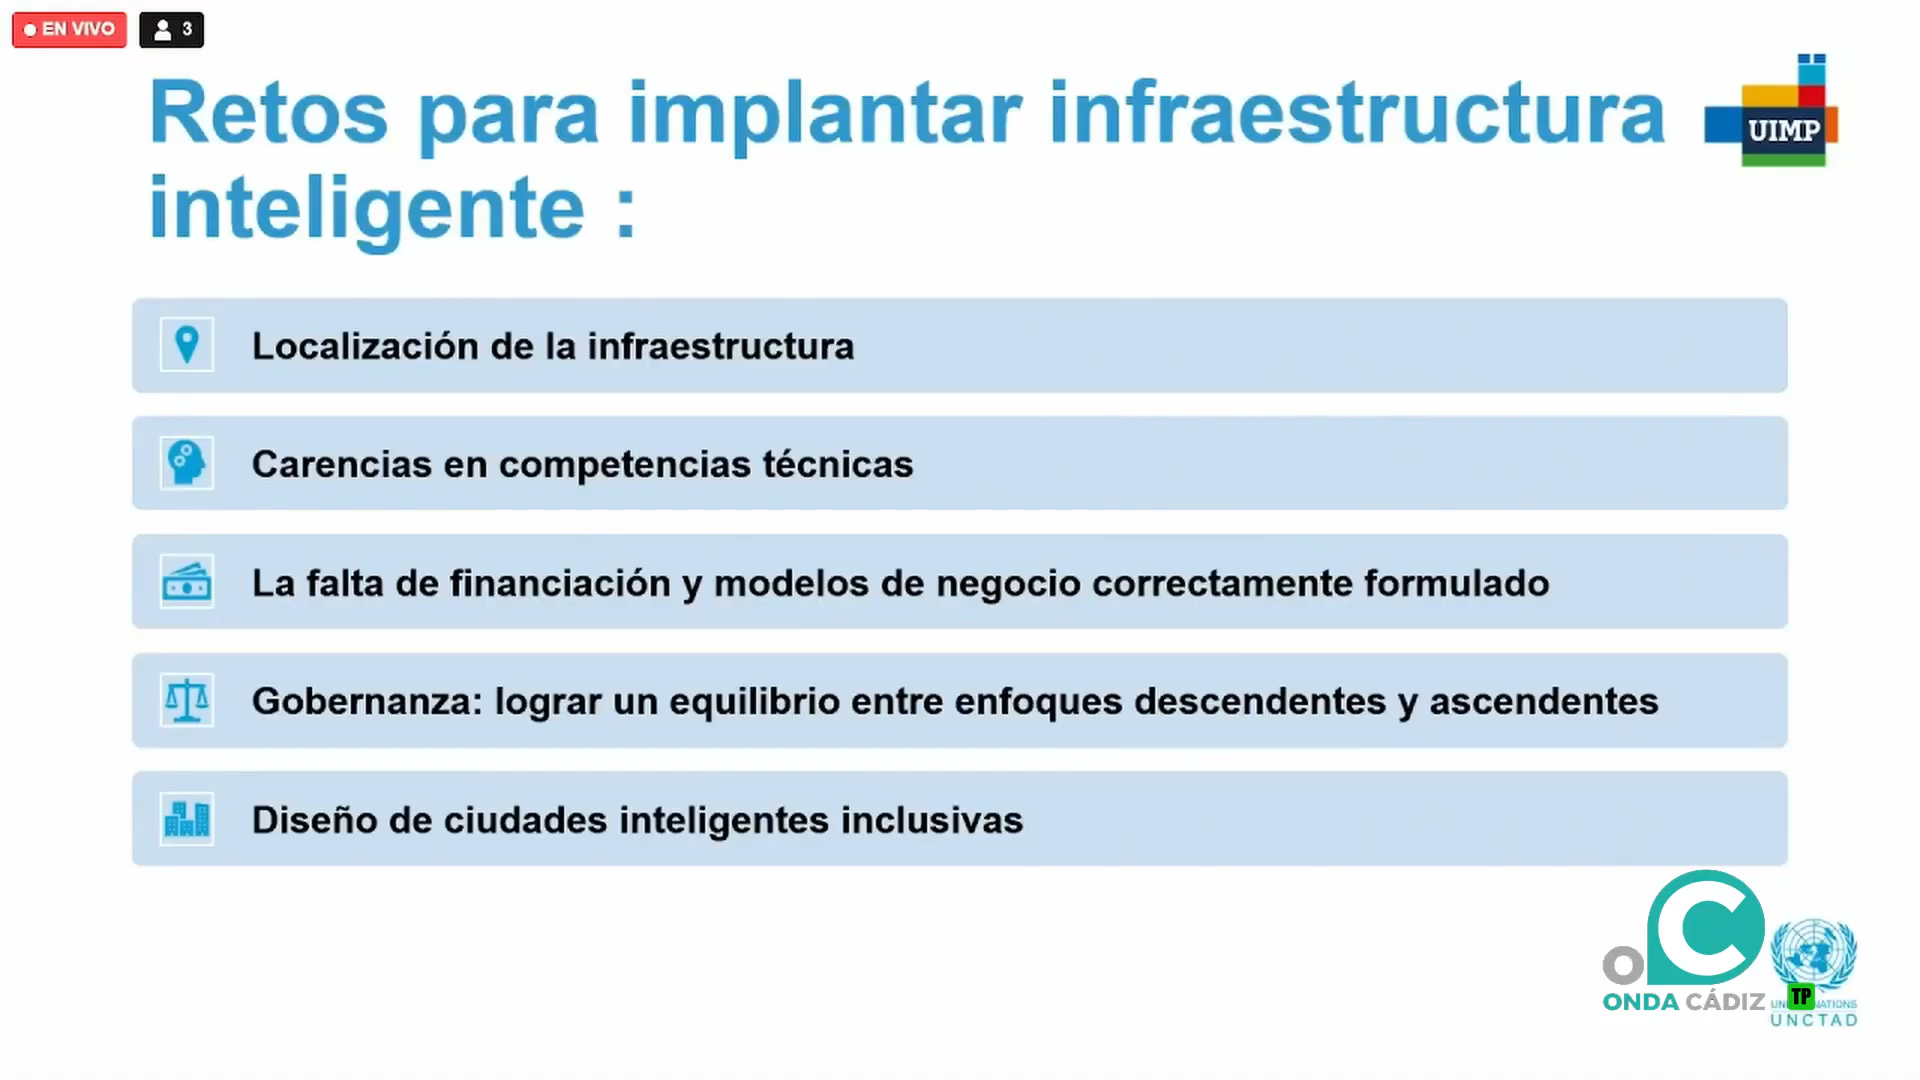 EN VIVO
3
Retos para implantar infraestructura
inteligente :
UIMP
Localización de la infraestructura
Carencias en competencias técnicas
La falta de financiación y modelos de negocio correctamente formulado
Gobernanza: lograr un equilibrio entre enfoques descendentes y ascendentes
Diseño de ciudades inteligentes inclusivas
ONDA CÁDIZ
TP
UNCTAD